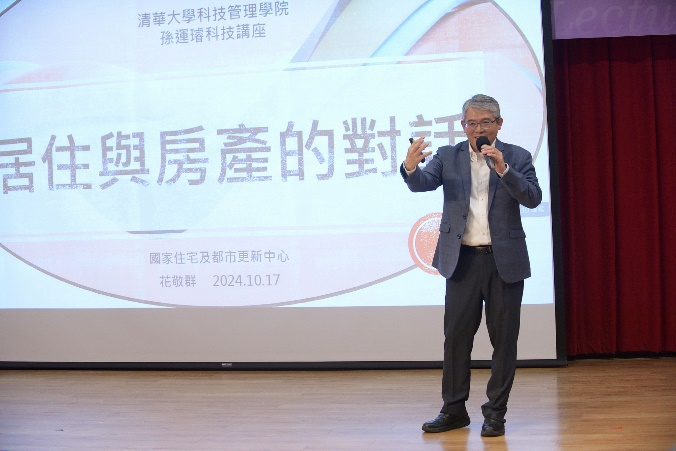 清華大學科技管理學院
孫運璿科技講座
居住與房產的對話
國家住宅及都市更新中心
花敬群 2024.10.17